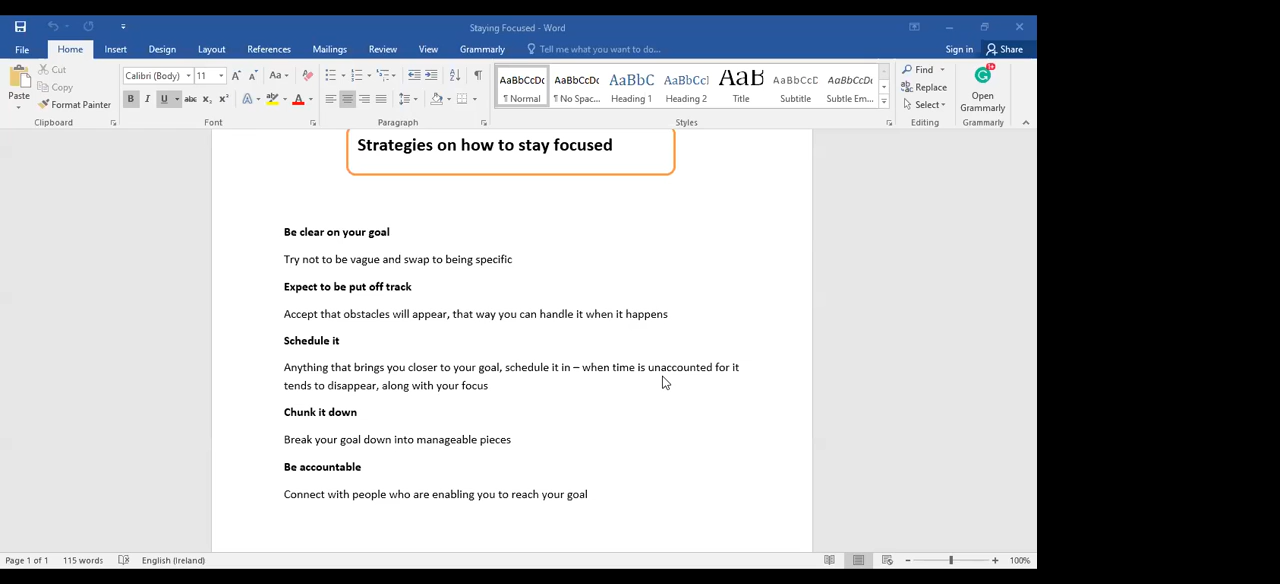 Staying Focused - Word
File Home Insert Design Layout References Mailings Review View Grammarly Tell me what you want to do... Sign in Share
Paste
Cut
Copy
Format Painter
Clipboard
Calibri (Body) 11
Font
Paragraph
AaBbCcDc AaBbCcDc AaBbC AaBbCcI AaB AaBbCcD AaBbCcDc
¶ Normal ¶ No Spac... Heading 1 Heading 2 Title Subtitle Subtle Em...
Styles
Find
Replace
Select
Editing
Open
Grammarly
Grammarly
Strategies on how to stay focused
Be clear on your goal
Try not to be vague and swap to being specific
Expect to be put off track
Accept that obstacles will appear, that way you can handle it when it happens
Schedule it
Anything that brings you closer to your goal, schedule it in – when time is unaccounted for it
tends to disappear, along with your focus
Chunk it down
Break your goal down into manageable pieces
Be accountable
Connect with people who are enabling you to reach your goal
Page 1 of 1 115 words English (Ireland) 100%